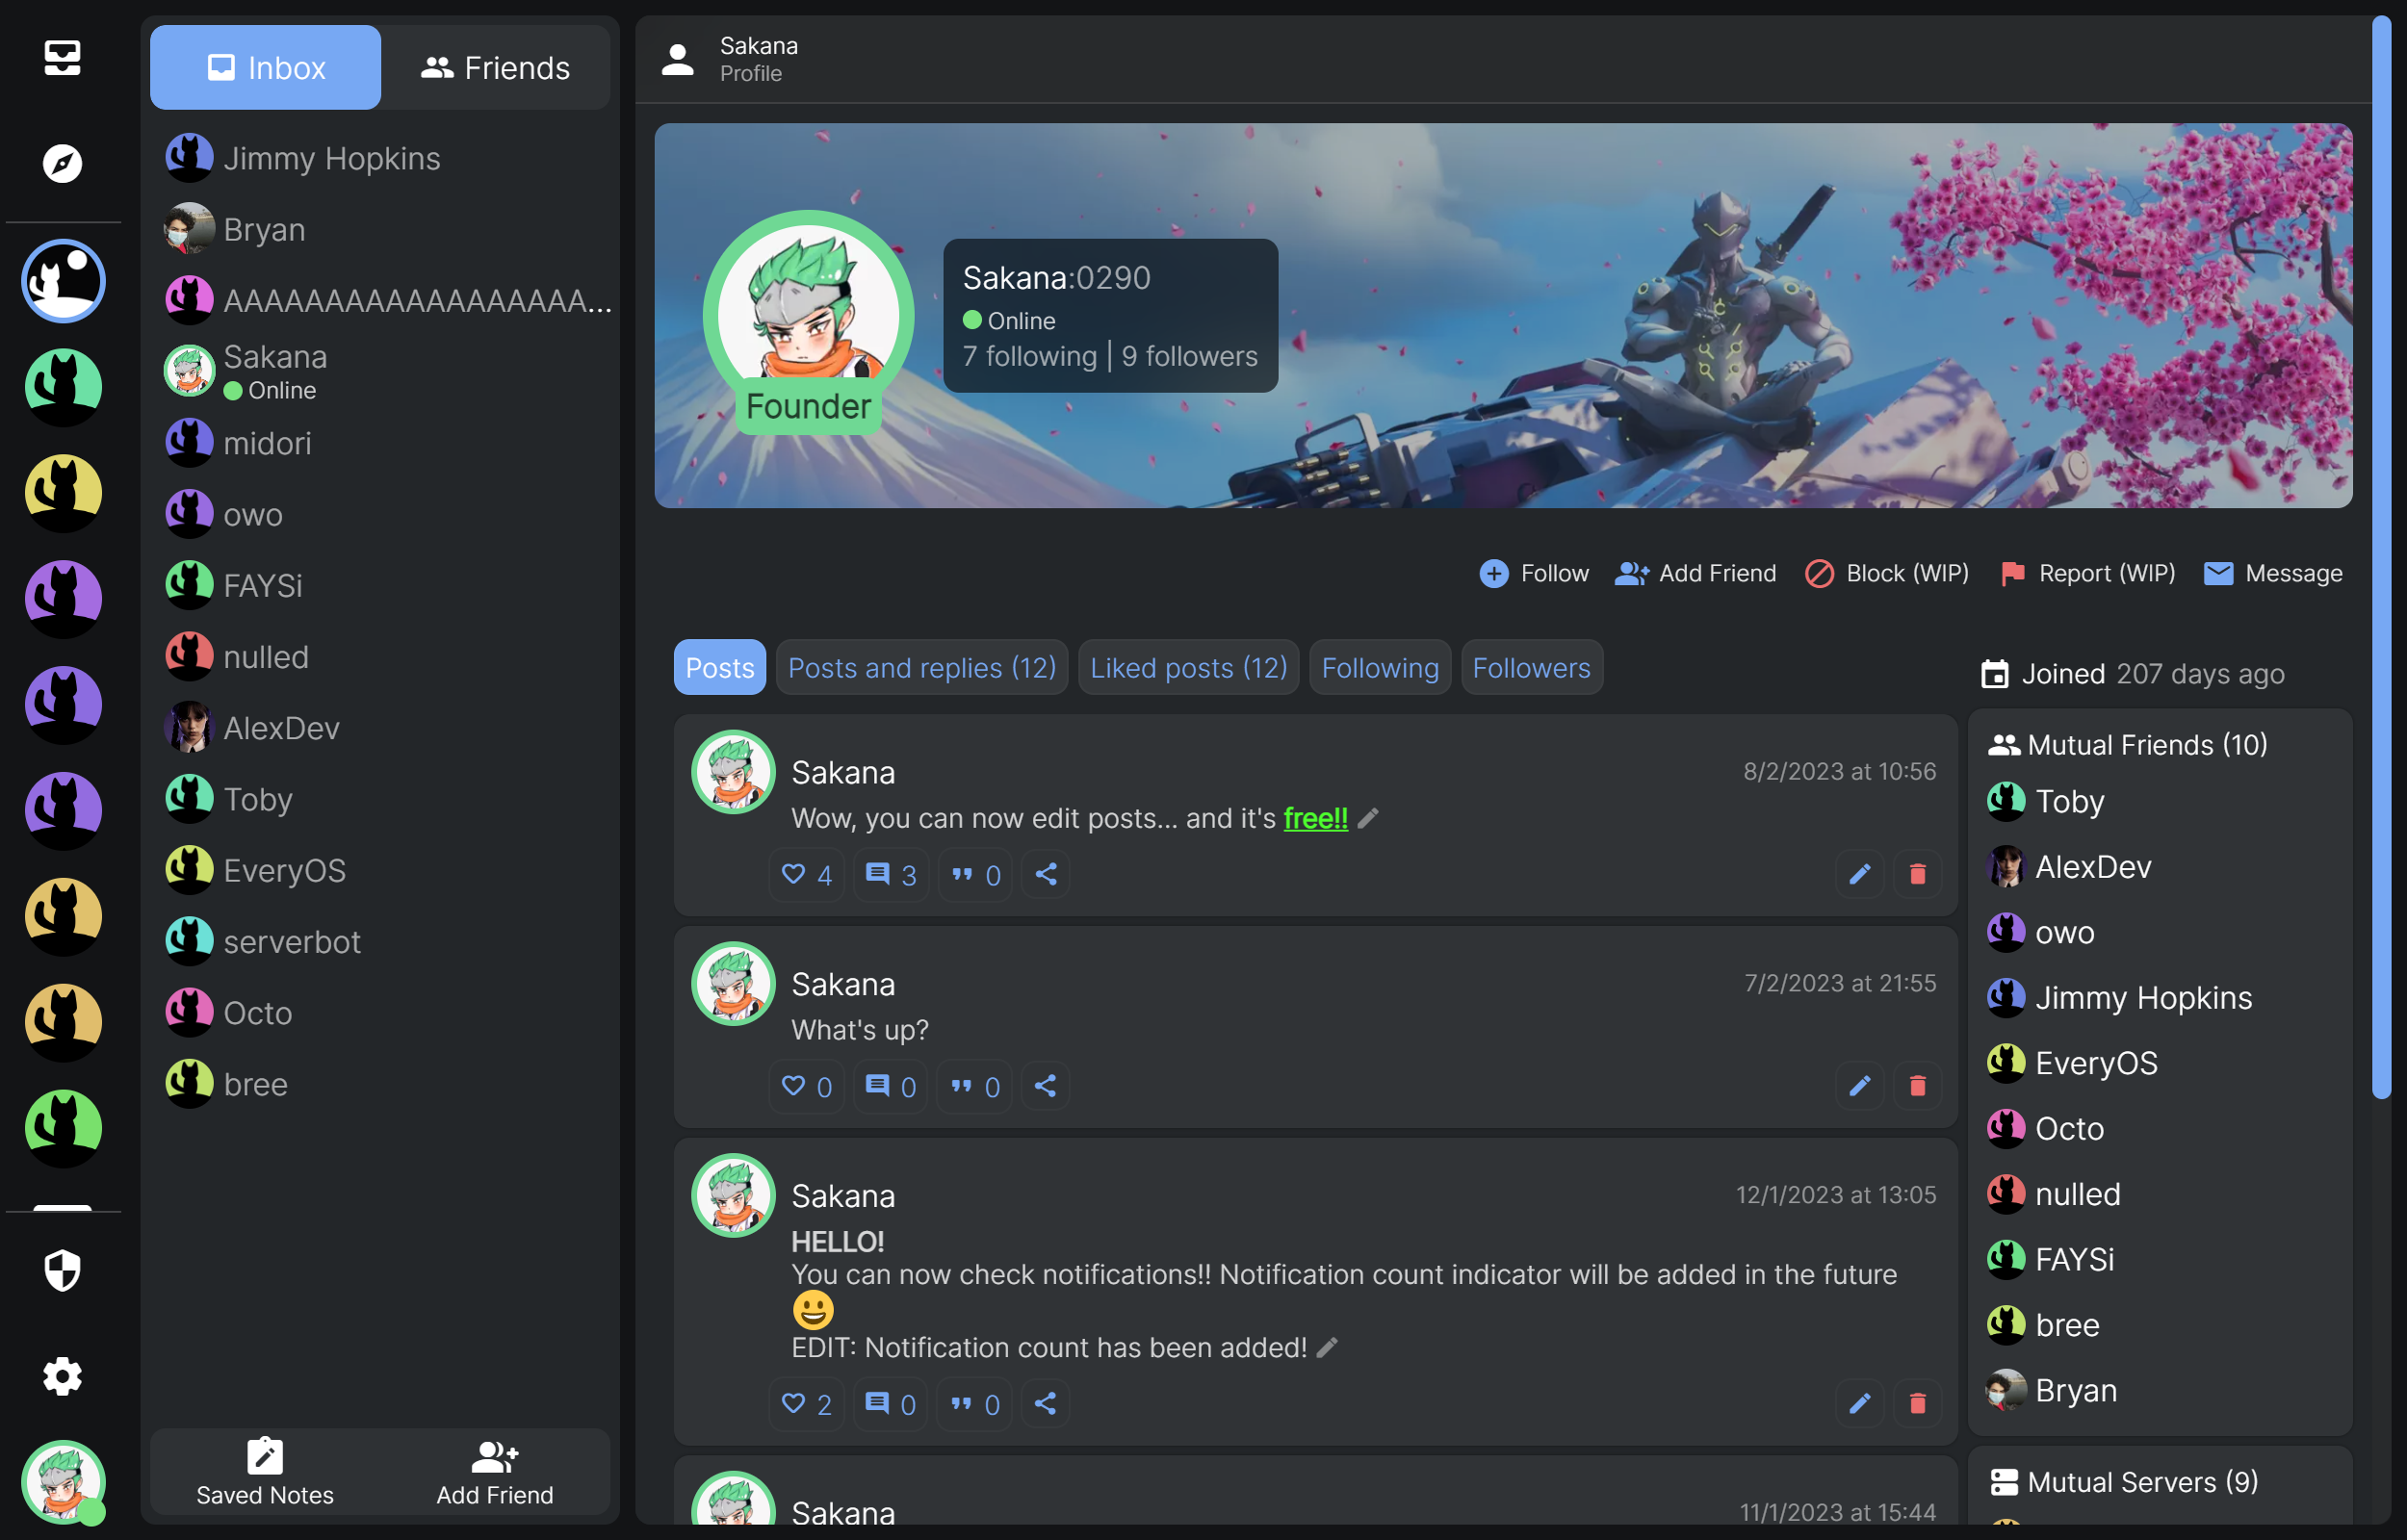 Inbox
Friends
Jimmy Hopkins
Bryan
AAAAAAAAAAAAAAAAAA...
Sakana
Online
midori
owo
FAYSi
nulled
AlexDev
Toby
EveryOS
serverbot
Octo
bree
Saved Notes
Add Friend
Sakana
Profile
Sakana:0290
Online
7 following | 9 followers
Founder
Follow
Add Friend
Block (WIP)
Report (WIP)
Message
Posts
Posts and replies (12)
Liked posts (12)
Following
Followers
Sakana
8/2/2023 at 10:56
Wow, you can now edit posts... and it's free!!
4
3
0
Sakana
7/2/2023 at 21:55
What's up?
0
0
0
Sakana
12/1/2023 at 13:05
HELLO!
You can now check notifications!! Notification count indicator will be added in the future
EDIT: Notification count has been added!
2
0
0
Sakana
11/1/2023 at 15:44
Joined 207 days ago
Mutual Friends (10)
Toby
AlexDev
owo
Jimmy Hopkins
EveryOS
Octo
nulled
FAYSi
bree
Bryan
Mutual Servers (9)